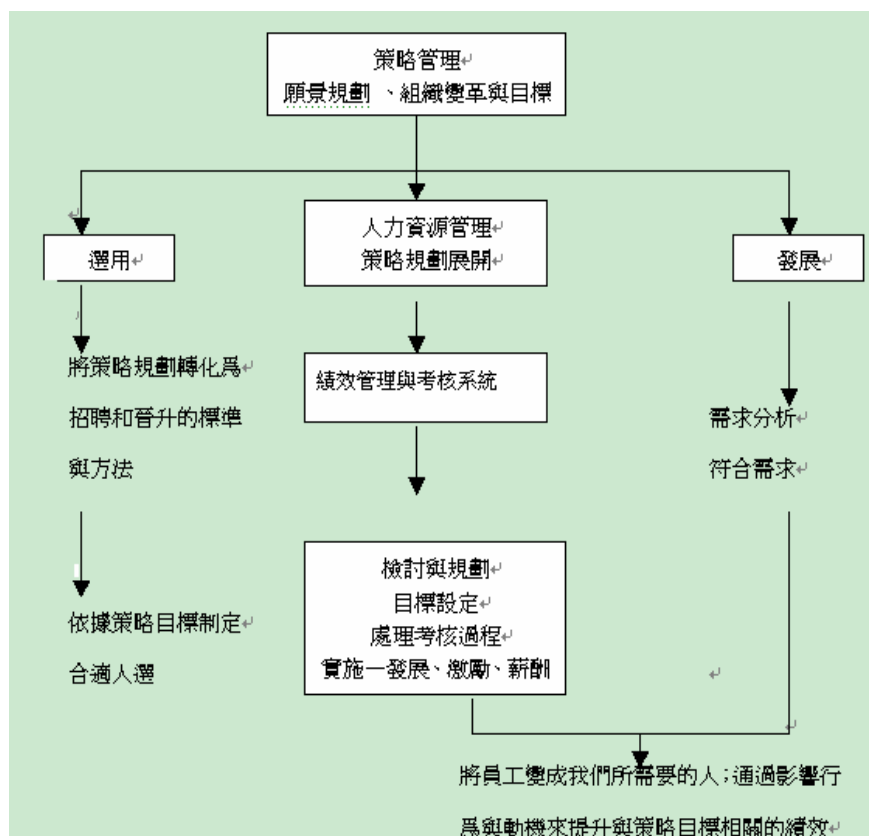 策略管理
願景規劃 、組織變革與目標
選用
人力資源管理
策略規劃展開
發展
將策略規劃轉化爲
招聘和晉升的標準
與方法
績效管理與考核系統
需求分析
符合需求
依據策略目標制定
合適人選
檢討與規劃
目標設定
處理考核過程
實施—發展、激勵、薪酬
將員工變成我們所需要的人；通過影響行
爲與動機來提升與策略目標相關的績效